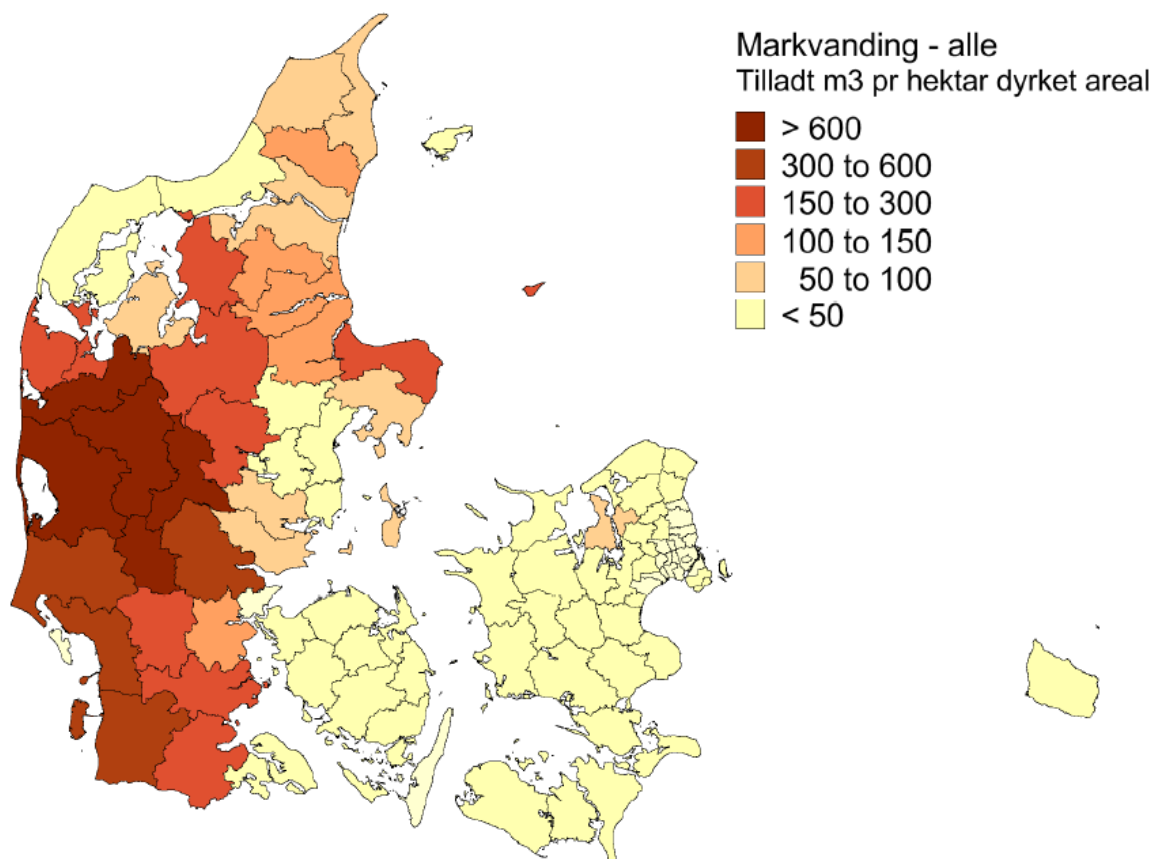 Markvanding - alle
Tilladt m3 pr hektar dyrket areal
> 600
300 to 600
150 to 300
100 to 150
50 to 100
< 50